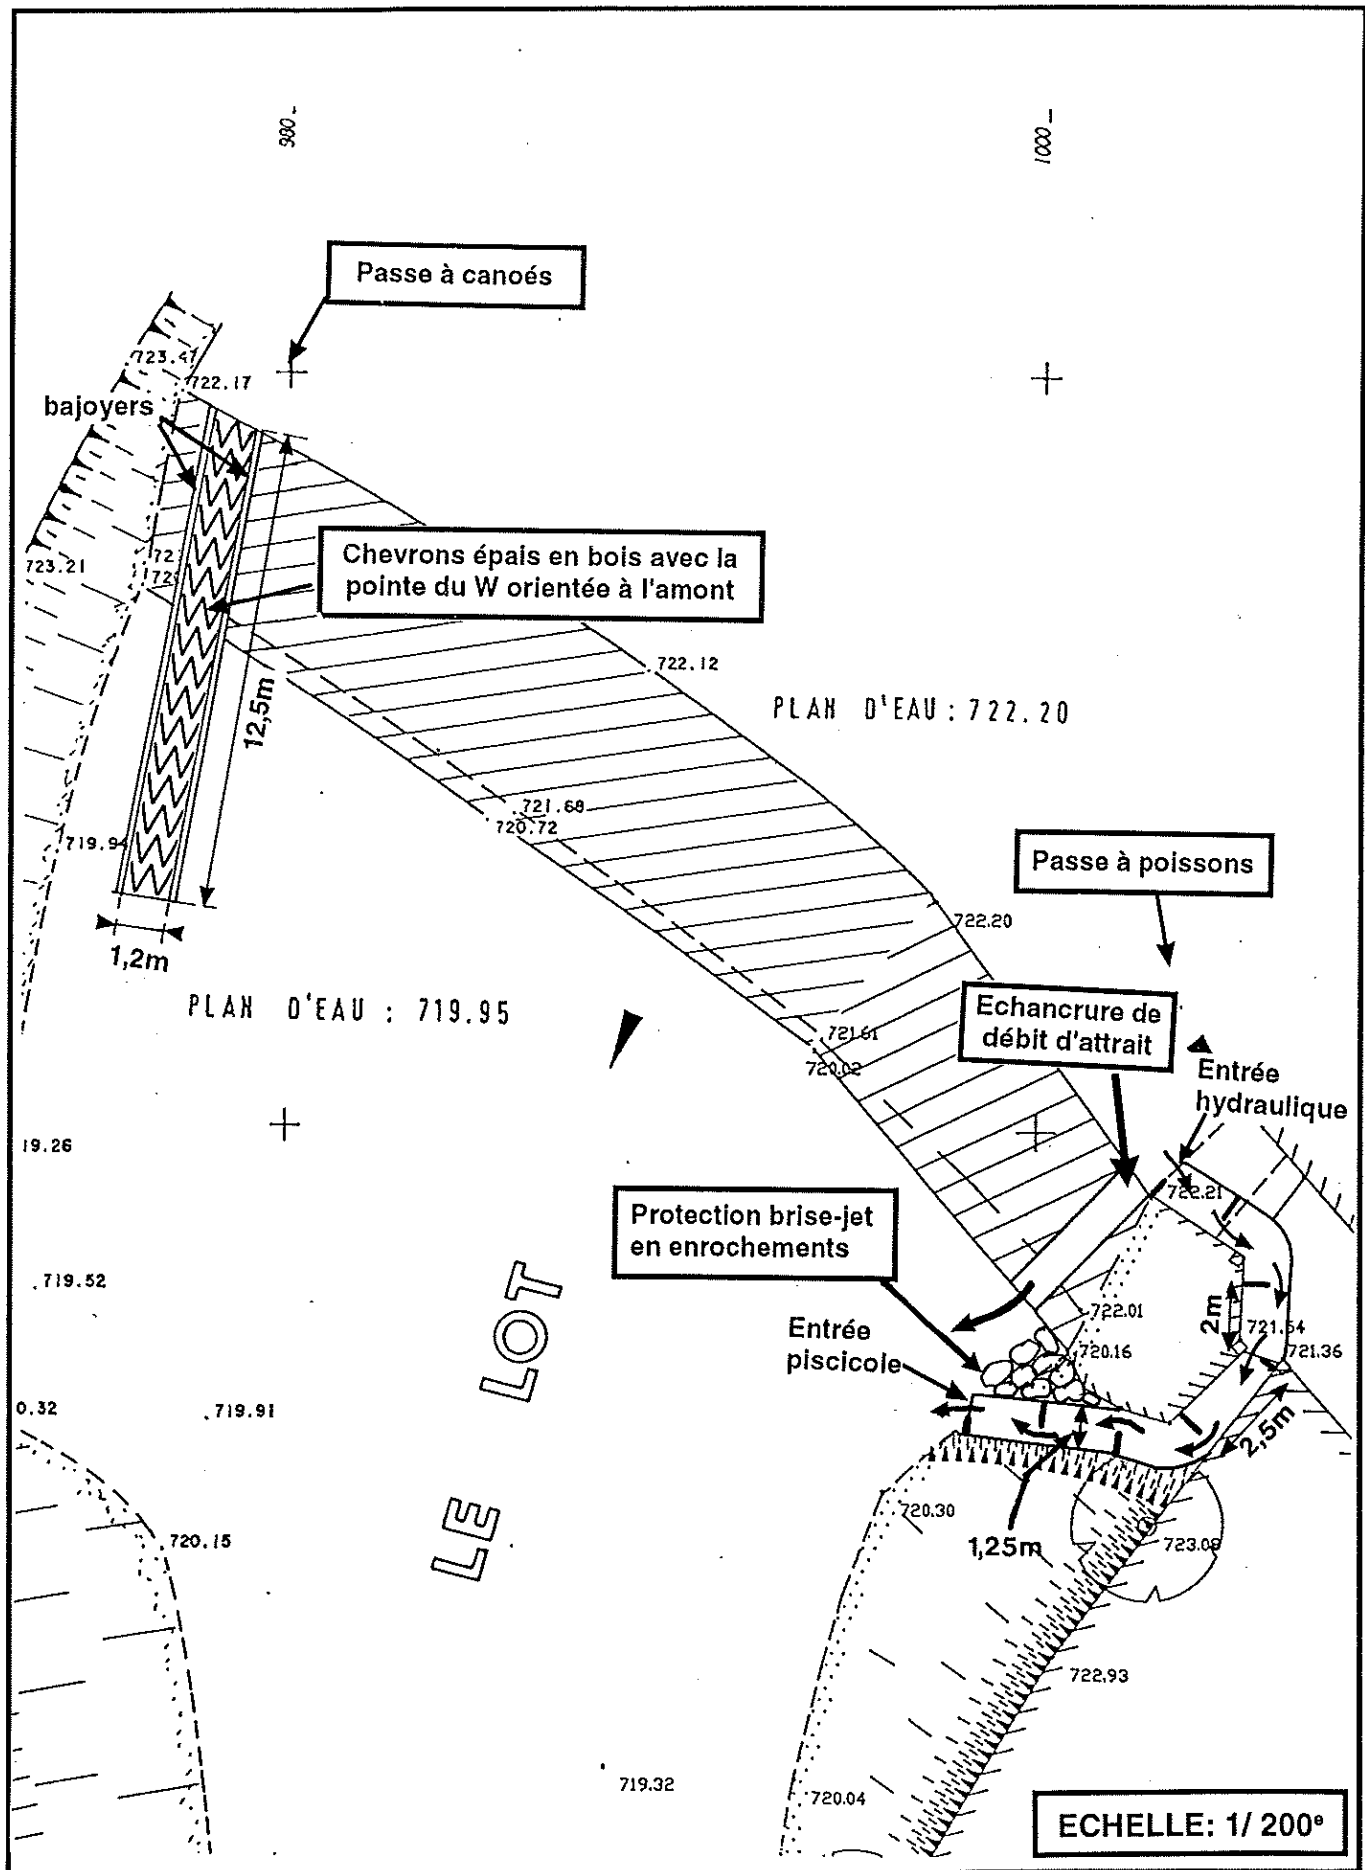 980
1000
Passe à canoés
723.47
722.17
bajoyers
723.21
Chevrons épais en bois avec la
pointe du W orientée à l'amont
722.12
PLAN D'EAU : 722.20
12,5m
721.68
720.72
719.94
Passe à poissons
1,2m
722.20
PLAN D'EAU : 719.95
Echancrure de
débit d'attrait
721.61
720.02
Entrée
hydraulique
19.26
722.21
Protection brise-jet
en enrochements
719.52
722.01
2m
721.54
721.36
Entrée
piscicole
720.16
0.32
719.91
2,5m
LE LOT
720.30
720.15
1,25m
723.08
722.93
719.32
720.04
ECHELLE: 1/ 200e